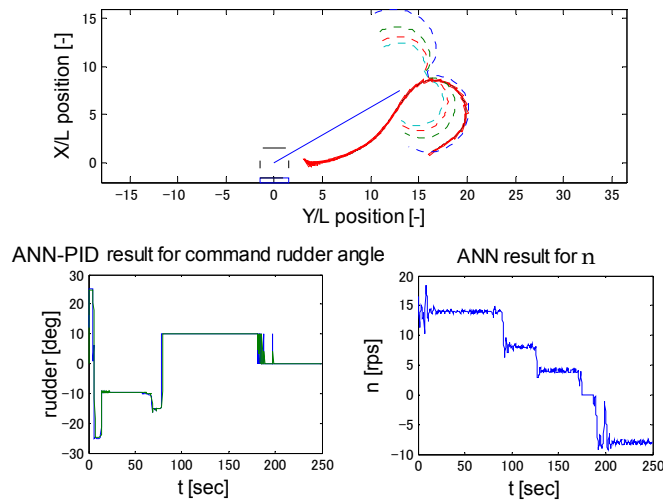 X/L position [-]
15
10
5
0
-15 -10 -5 0 5 10 15 20 25 30 35
Y/L position [-]
ANN-PID result for command rudder angle
rudder [deg]
30
20
10
0
-10
-20
-30
0 50 100 150 200 250
t [sec]
ANN result for n
n [rps]
20
15
10
5
0
-5
-10
0 50 100 150 200 250
t [sec]